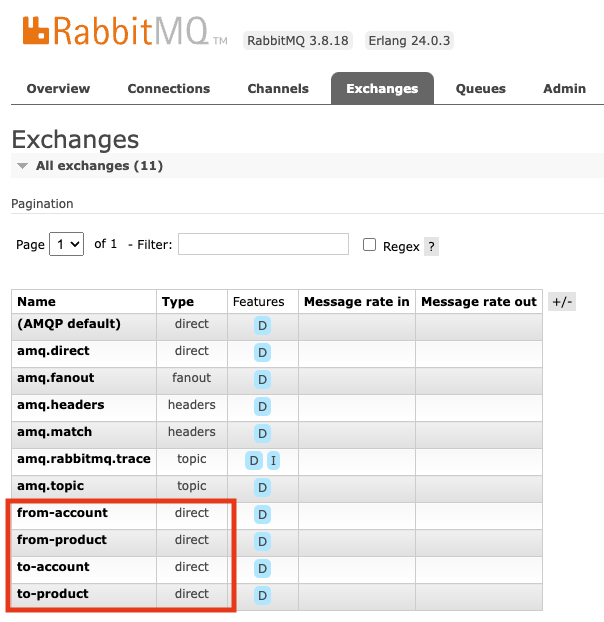 RabbitMQ TM RabbitMQ 3.8.18 Erlang 24.0.3
Overview Connections Channels Exchanges Queues Admin
Exchanges
All exchanges (11)
Pagination
Page 1 of 1 - Filter: Regex ?
Name Type Features Message rate in Message rate out +/-
(AMQP default) direct D
amq.direct direct D
amq.fanout fanout D
amq.headers headers D
amq.match headers D
amq.rabbitmq.trace topic D I
amq.topic topic D
from-account direct D
from-product direct D
to-account direct D
to-product direct D